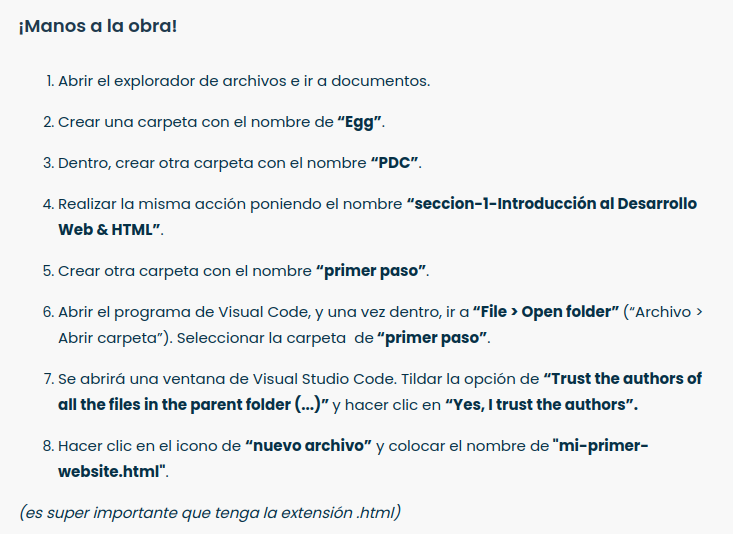 ¡Manos a la obra!
1. Abrir el explorador de archivos e ir a documentos.
2. Crear una carpeta con el nombre de “Egg”.
3. Dentro, crear otra carpeta con el nombre “PDC”.
4. Realizar la misma acción poniendo el nombre “seccion-1-Introducción al Desarrollo
Web & HTML”.
5. Crear otra carpeta con el nombre “primer paso”.
6. Abrir el programa de Visual Code, y una vez dentro, ir a “File > Open folder” (“Archivo >
Abrir carpeta”). Seleccionar la carpeta de “primer paso”.
7. Se abrirá una ventana de Visual Studio Code. Tildar la opción de “Trust the authors of
all the files in the parent folder (...)” y hacer clic en “Yes, I trust the authors”.
8. Hacer clic en el icono de “nuevo archivo” y colocar el nombre de "mi-primer-
website.html".
(es super importante que tenga la extensión .html)